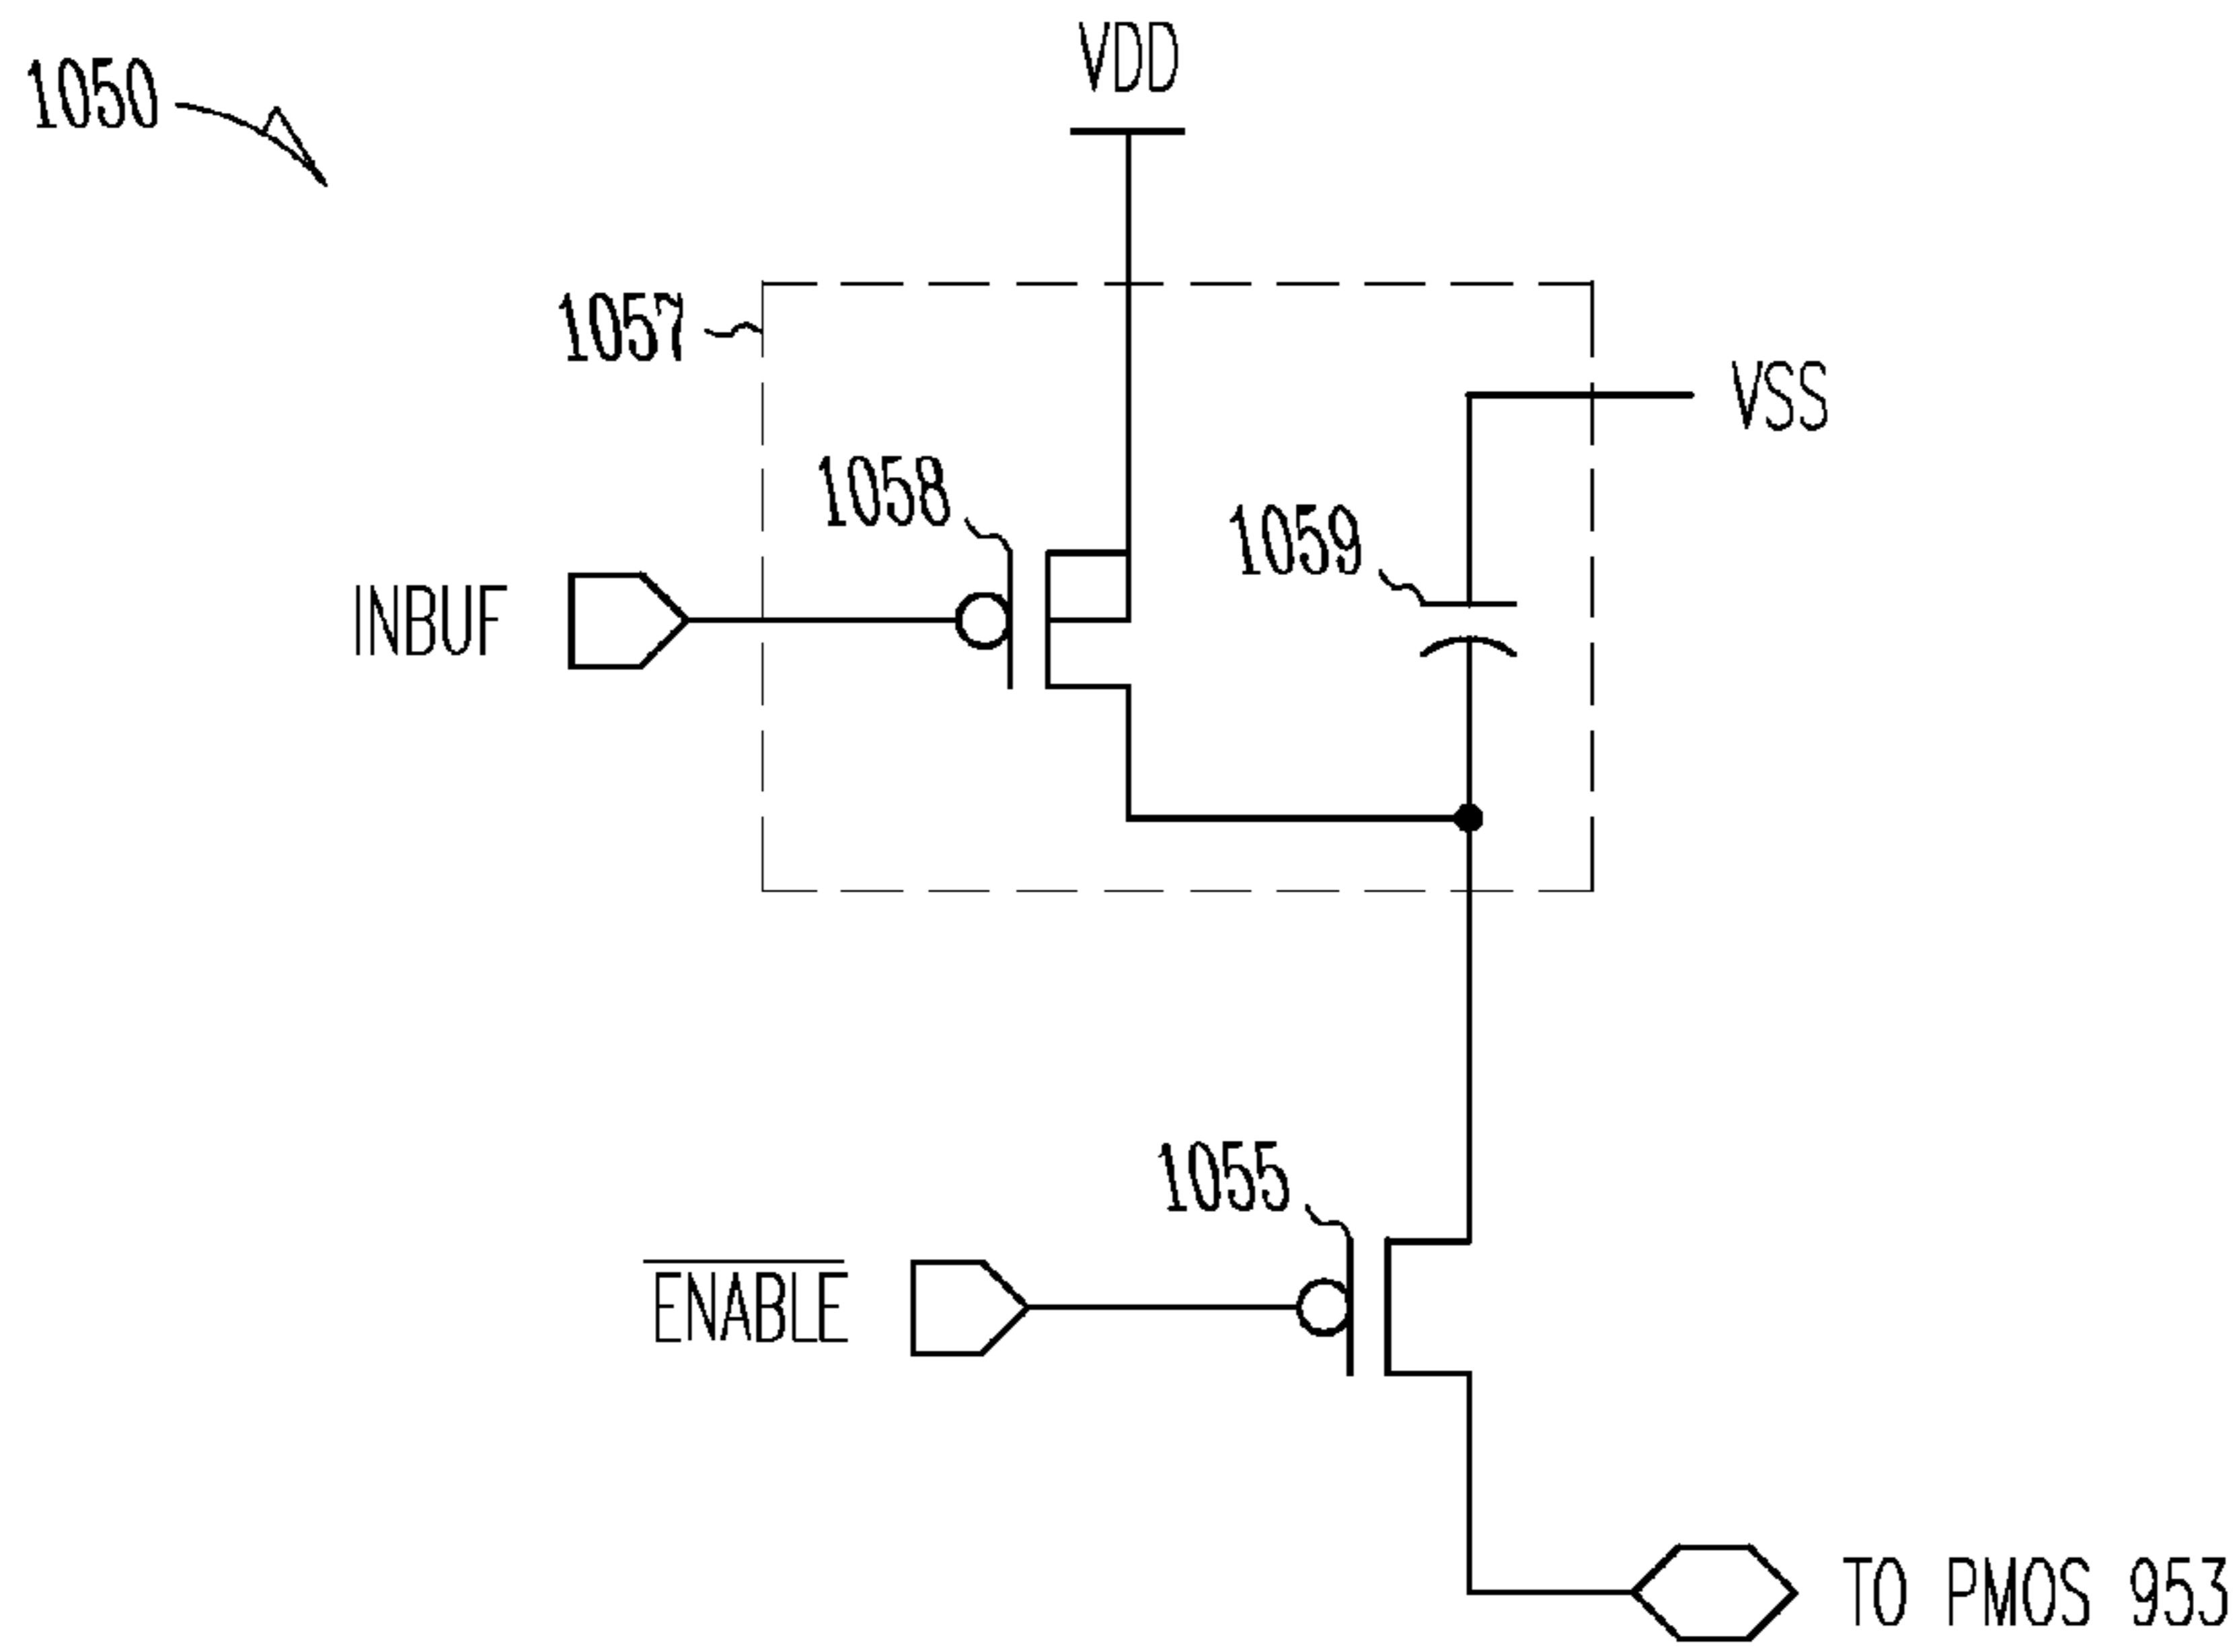 VDD
1050
1057
VSS
1058
1059
INBUF
1055
ENABLE
TO PMOS 953